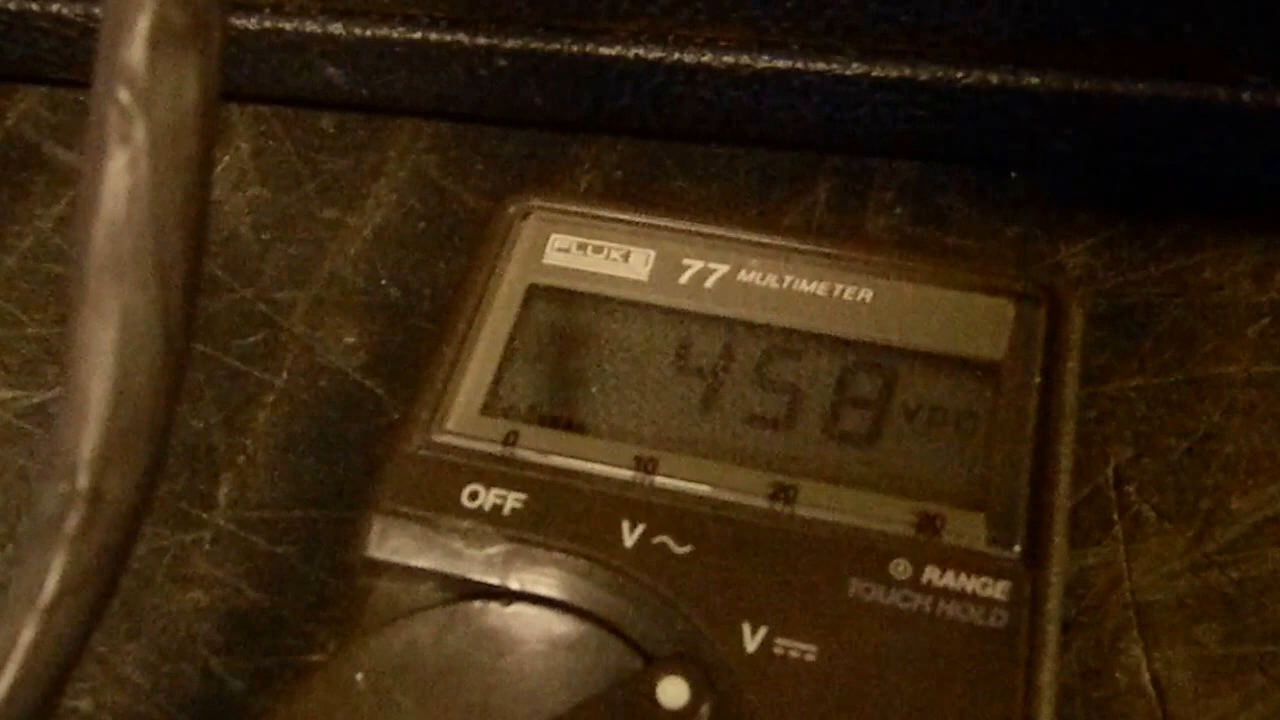 FLUKE 77 MULTIMETER
458 VDC
0 10 20 30
OFF
V~
RANGE
TOUCH HOLD
V